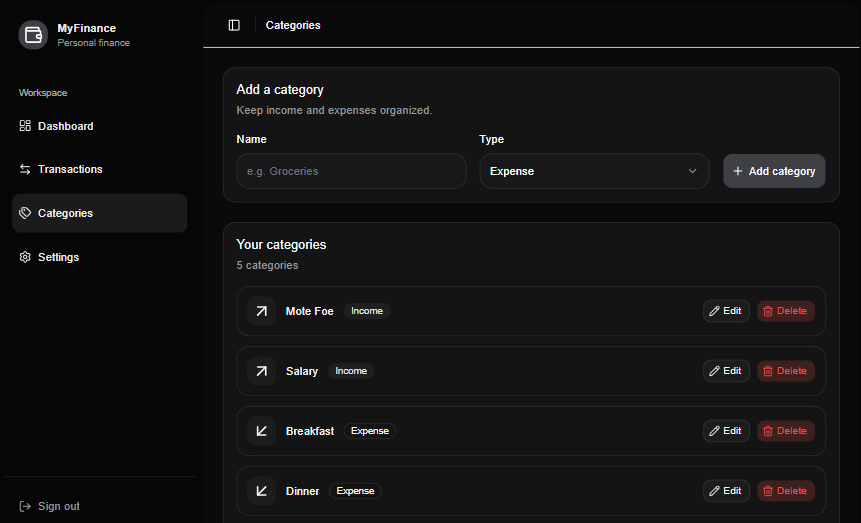 MyFinance
Personal finance
Workspace
Dashboard
Transactions
Categories
Settings
Sign out
Categories
Add a category
Keep income and expenses organized.
Name
Type
e.g. Groceries
Expense
Add category
Your categories
5 categories
Mote Foe Income Edit Delete
Salary Income Edit Delete
Breakfast Expense Edit Delete
Dinner Expense Edit Delete